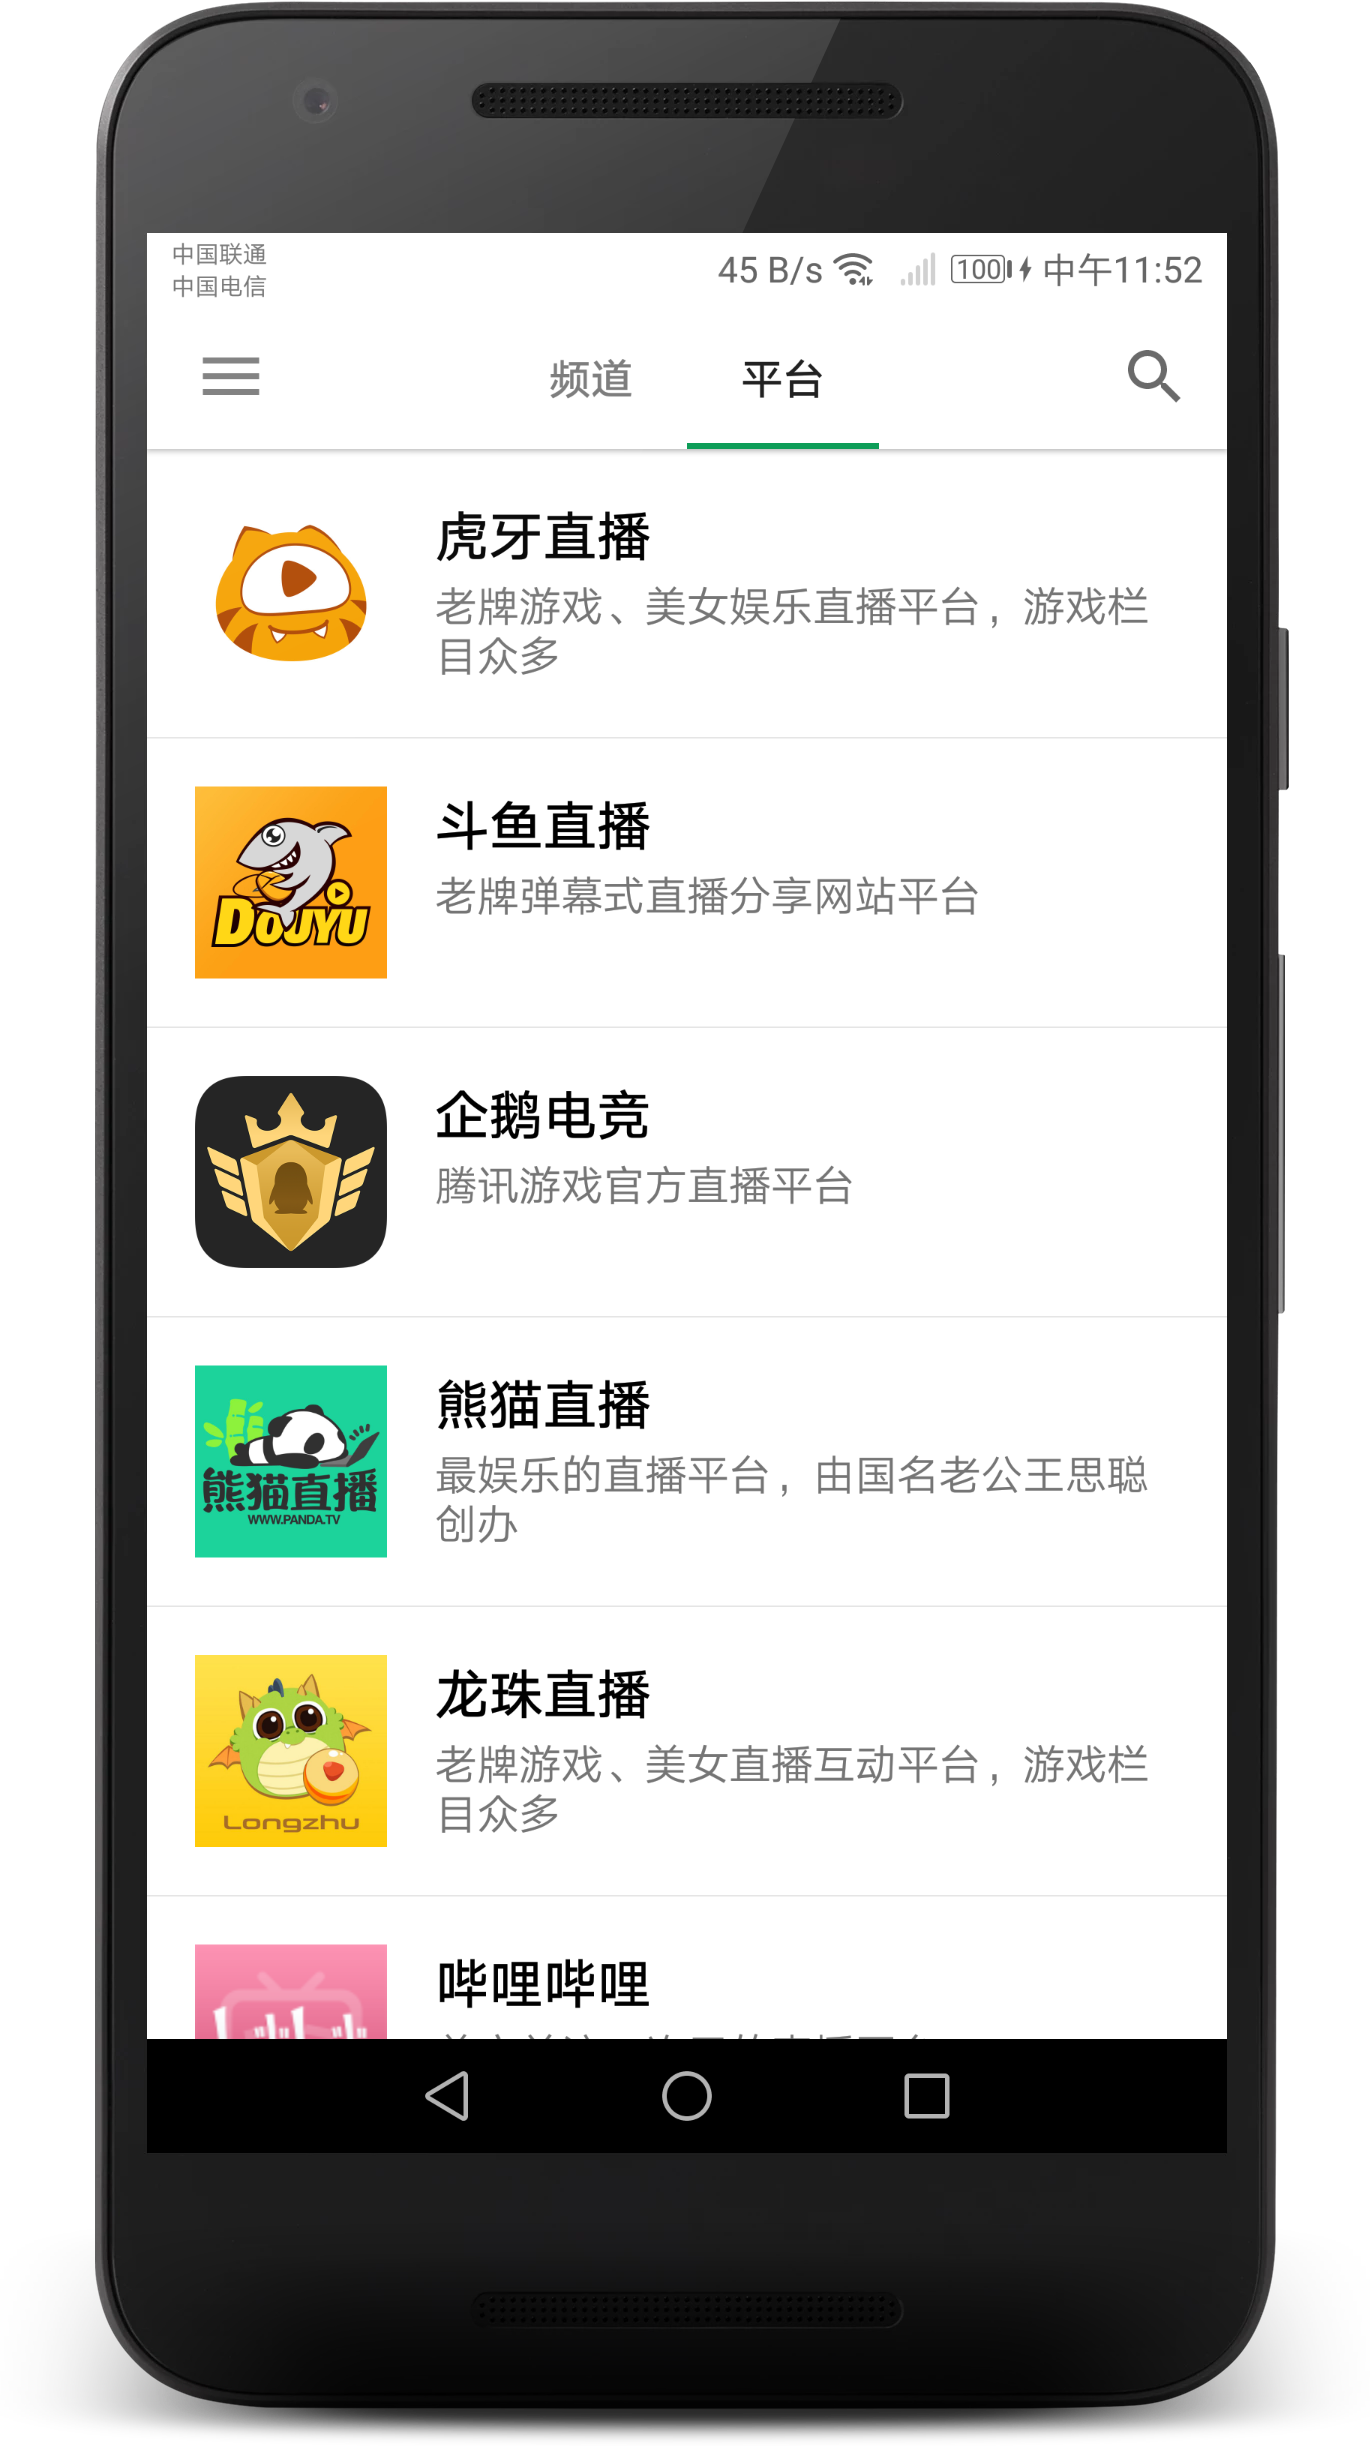 中国联通
中国电信
45 B/s 100 中午11:52
频道 平台
虎牙直播
老牌游戏、美女娱乐直播平台，游戏栏
目众多
斗鱼直播
老牌弹幕式直播分享网站平台
DOUYU
企鹅电竞
腾讯游戏官方直播平台
熊猫直播
最娱乐的直播平台，由国名老公王思聪
创办
熊猫直播
WWW.PANDA.TV
龙珠直播
老牌游戏、美女直播互动平台，游戏栏
目众多
Longzhu
哔哩哔哩